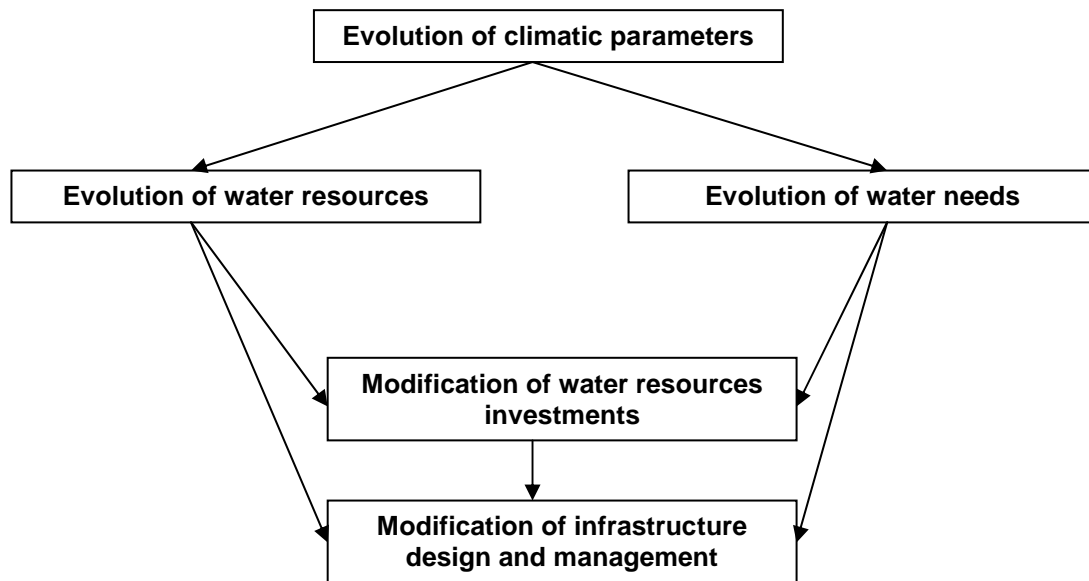 Evolution of climatic parameters
Evolution of water resources
Evolution of water needs
Modification of water resources
investments
Modification of infrastructure
design and management